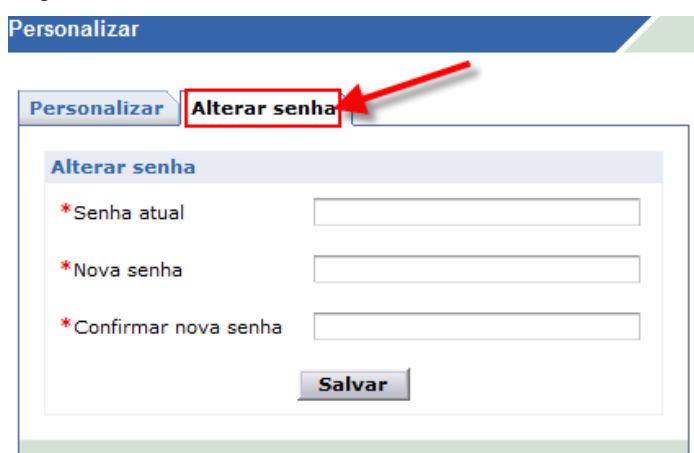 Personalizar
Personalizar Alterar senha
Alterar senha
*Senha atual
*Nova senha
*Confirmar nova senha
Salvar